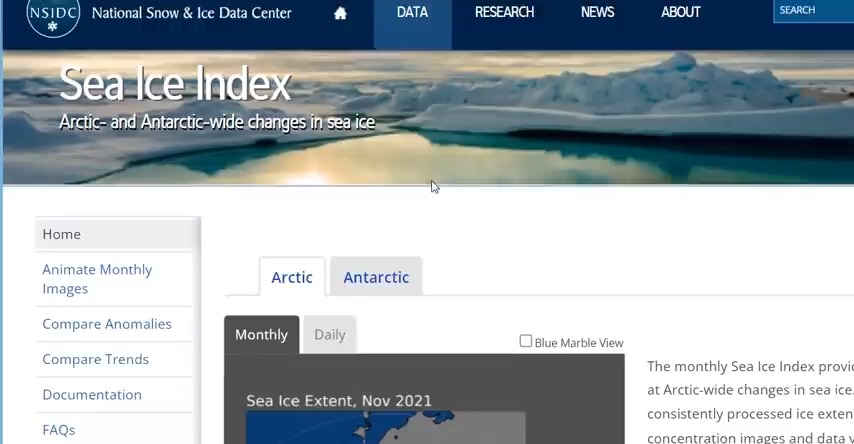 NSIDC
National Snow & Ice Data Center
DATA
RESEARCH
NEWS
ABOUT
SEARCH
Sea Ice Index
Arctic- and Antarctic-wide changes in sea ice
Home
Animate Monthly
Images
Compare Anomalies
Compare Trends
Documentation
FAQs
Arctic
Antarctic
Monthly
Daily
Blue Marble View
Sea Ice Extent, Nov 2021
The monthly Sea Ice Index provi
at Arctic-wide changes in sea ice.
consistently processed ice exten
concentration images and data v